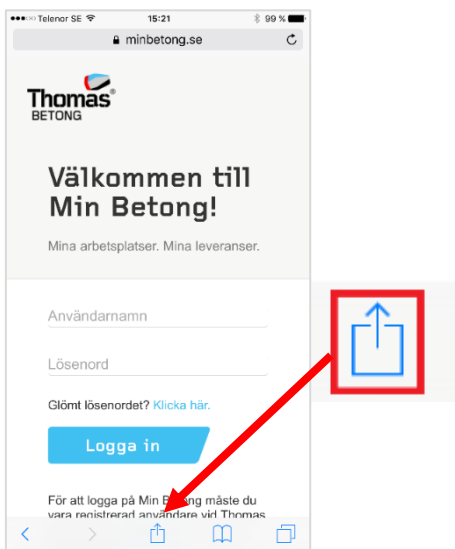 Telenor SE 15:21 99 %
minbetong.se
Thomas®
BETONG
Välkommen till
Min Betong!
Mina arbetsplatser. Mina leveranser.
Användarnamn
Lösenord
Glömt lösenordet? Klicka här.
Logga in
För att logga på Min Betong måste du
vara registrerad användare vid Thomas